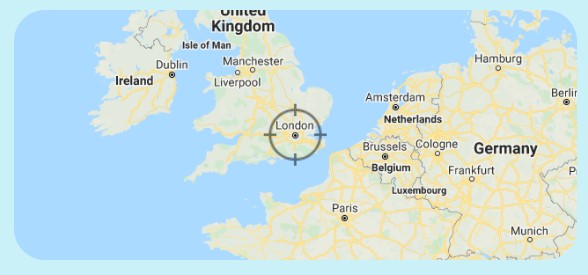 United
Kingdom
Isle of Man
Dublin
Manchester
Ireland
Liverpool
Hamburg
Berlin
Amsterdam
London
Netherlands
Brussels
Cologne
Germany
Belgium
Frankfurt
Luxembourg
Paris
Munich